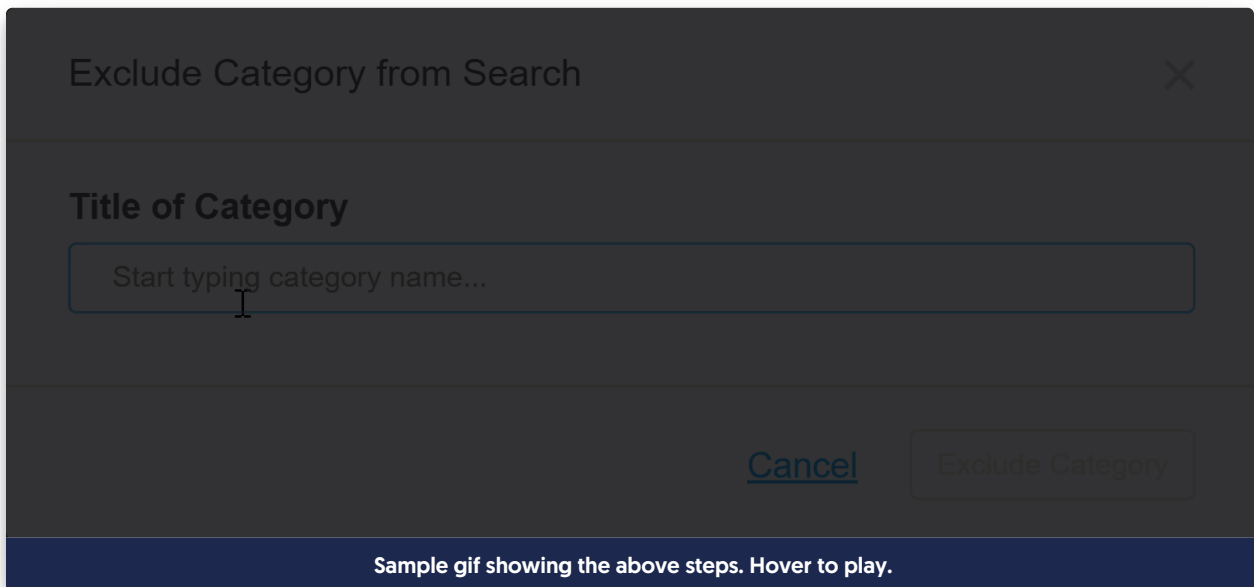 Exclude Category from Search
Title of Category
Start typing category name...
Cancel
Exclude Category
Sample gif showing the above steps. Hover to play.